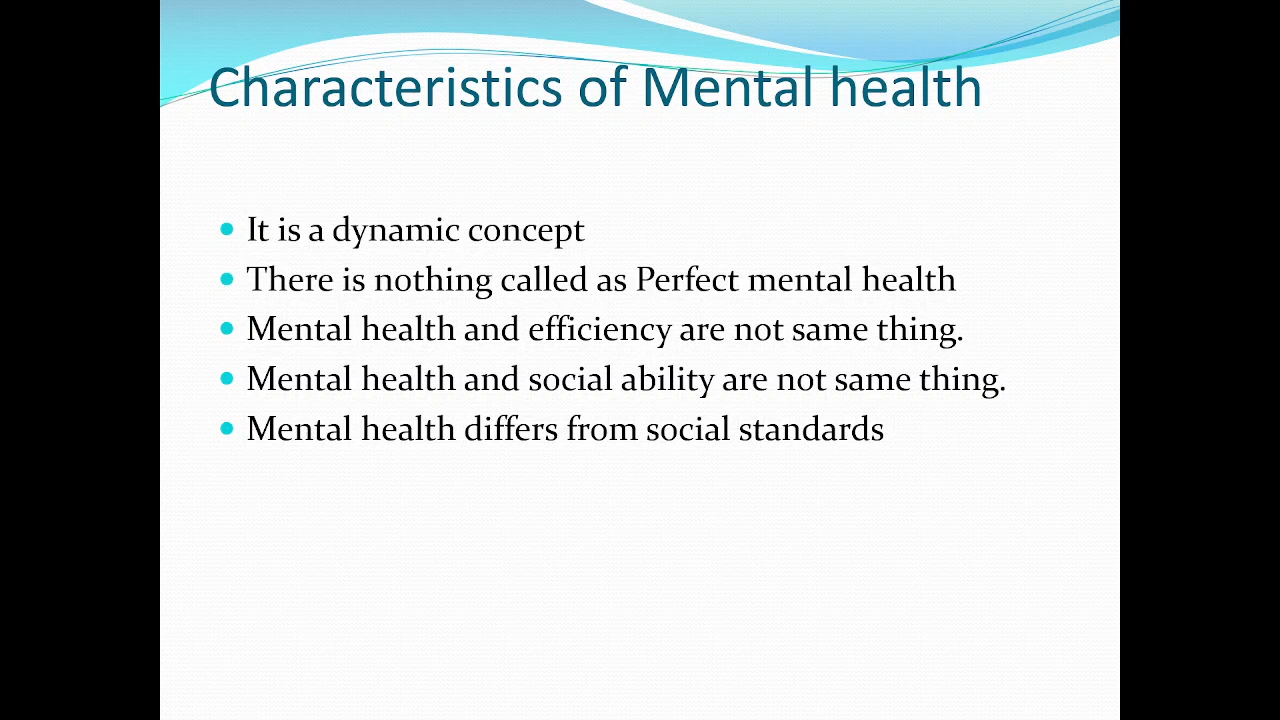 Characteristics of Mental health
It is a dynamic concept
There is nothing called as Perfect mental health
Mental health and efficiency are not same thing.
Mental health and social ability are not same thing.
Mental health differs from social standards